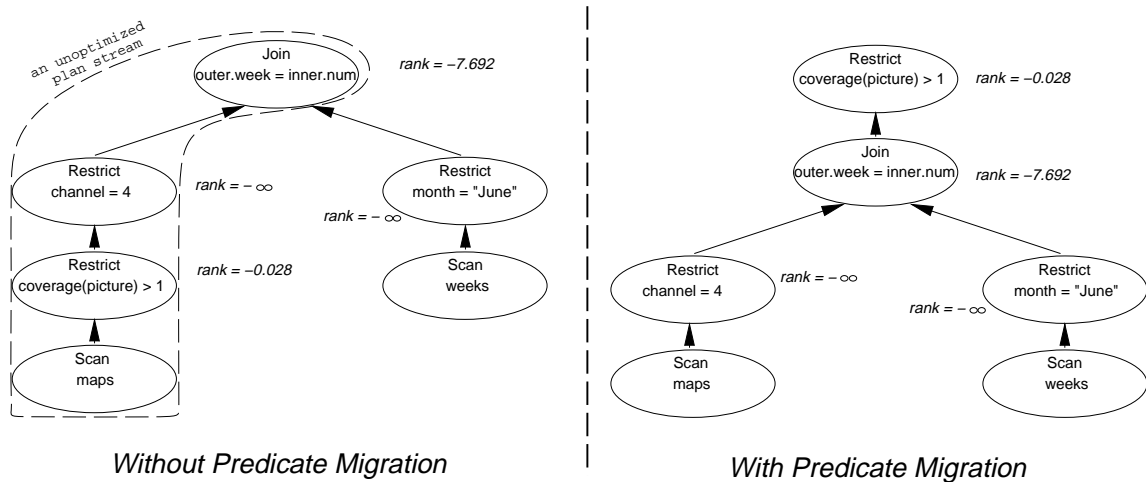 an unoptimized
plan stream
Join
outer.week = inner.num
rank = −7.692
Restrict
channel = 4
rank = − ∞
Restrict
month = "June"
rank = − ∞
Restrict
coverage(picture) > 1
rank = −0.028
Scan
weeks
Scan
maps
Without Predicate Migration
Restrict
coverage(picture) > 1
rank = −0.028
Join
outer.week = inner.num
rank = −7.692
Restrict
channel = 4
rank = − ∞
Restrict
month = "June"
rank = − ∞
Scan
maps
Scan
weeks
With Predicate Migration